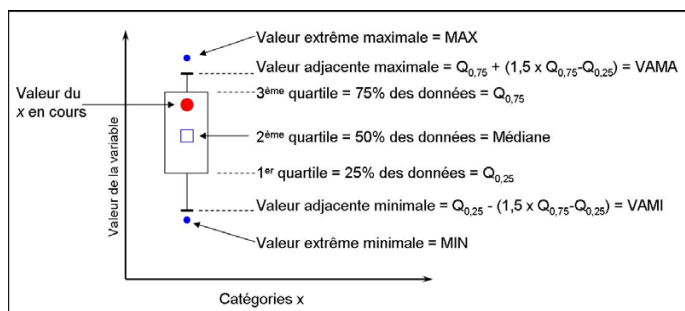 Valeur extrême maximale = MAX
Valeur adjacente maximale = Q0,75 + (1,5 x Q0,75-Q0,25) = VAMA
Valeur du
x en cours
3ème quartile = 75% des données = Q0,75
2ème quartile = 50% des données = Médiane
1er quartile = 25% des données = Q0,25
Valeur adjacente minimale = Q0,25 - (1,5 x Q0,75-Q0,25) = VAMI
Valeur extrême minimale = MIN
Valeur de la variable
Catégories x